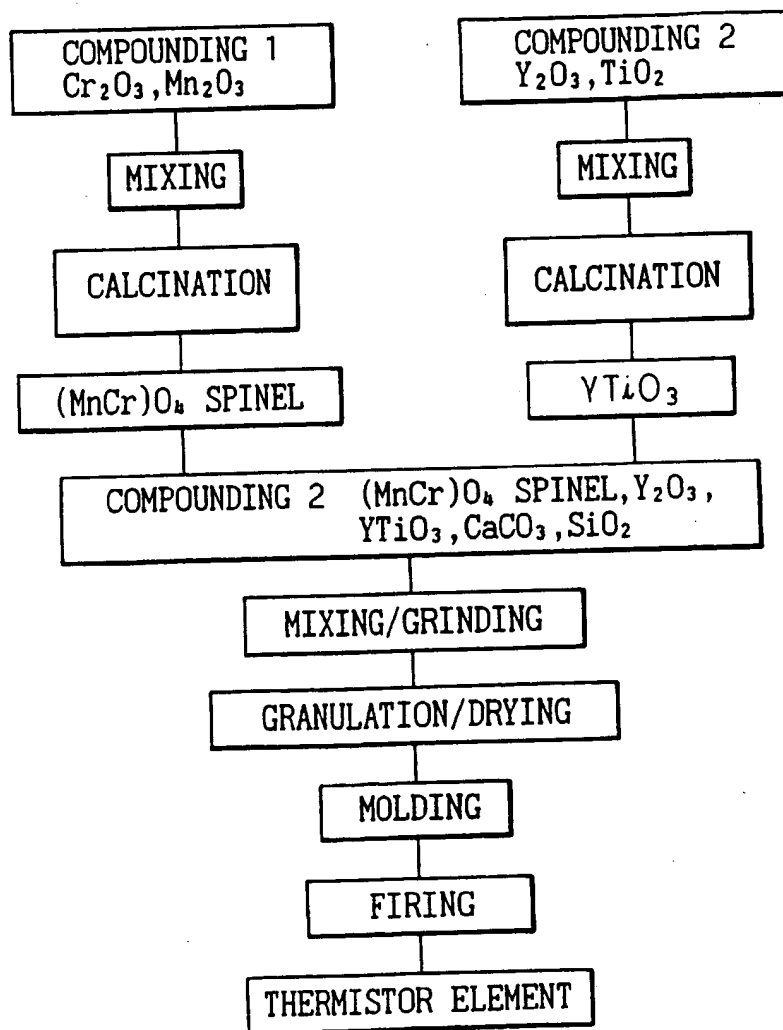 COMPOUNDING 1
Cr₂O₃,Mn₂O₃
MIXING
CALCINATION
(MnCr)O₄ SPINEL
COMPOUNDING 2
Y₂O₃,TiO₂
MIXING
CALCINATION
YTiO₃
COMPOUNDING 2 (MnCr)O₄ SPINEL,Y₂O₃,
YTiO₃,CaCO₃,SiO₂
MIXING/GRINDING
GRANULATION/DRYING
MOLDING
FIRING
THERMISTOR ELEMENT